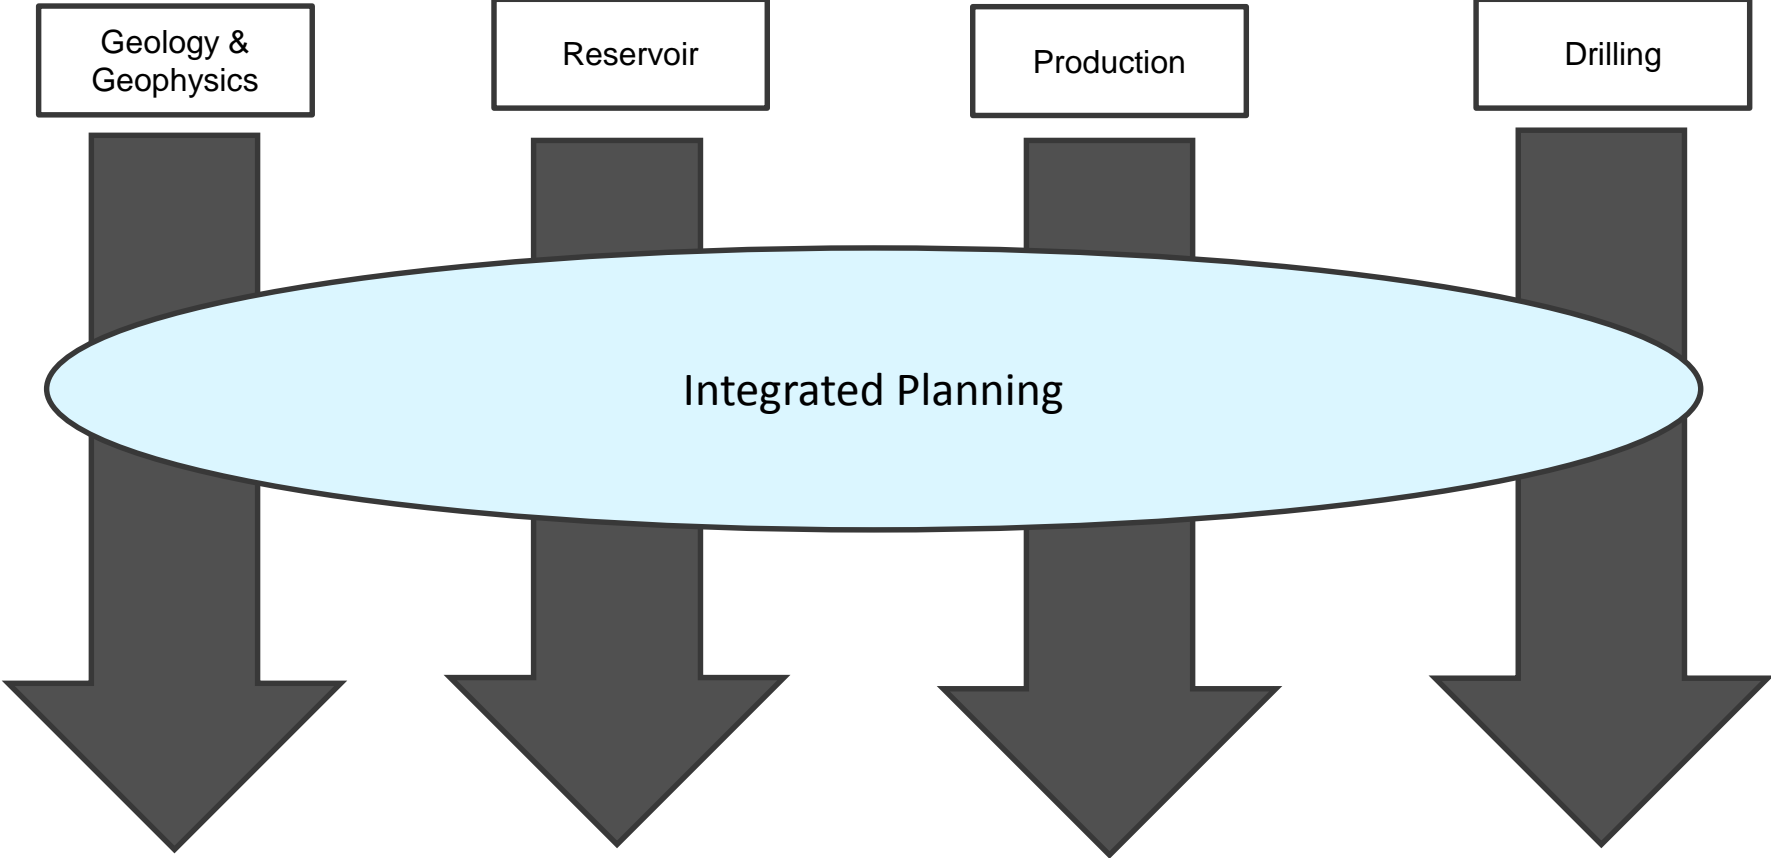 Geology &
Geophysics
Reservoir
Production
Drilling
Integrated Planning